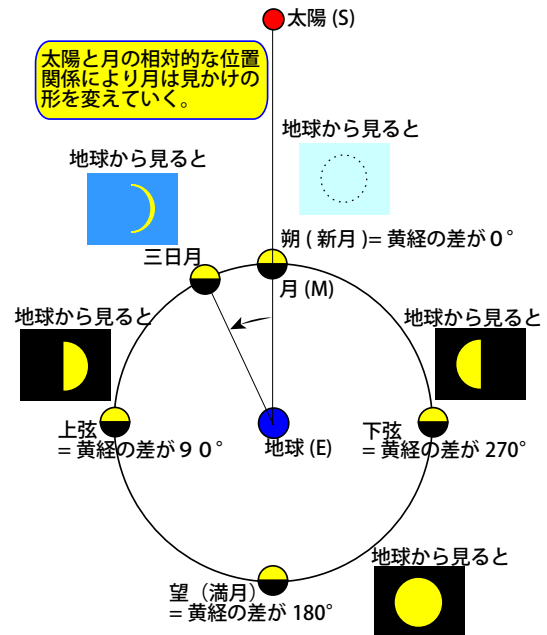 太陽 (S)
太陽と月の相対的な位置
関係により月は見かけの
形を変えていく。
地球から見ると
地球から見ると
朔 ( 新月 )= 黄経の差が 0 °
三日月
月 (M)
地球から見ると
地球から見ると
上弦
= 黄経の差が 9 0 °
地球 (E)
下弦
= 黄経の差が 270°
地球から見ると
望（満月）
= 黄経の差が 180°